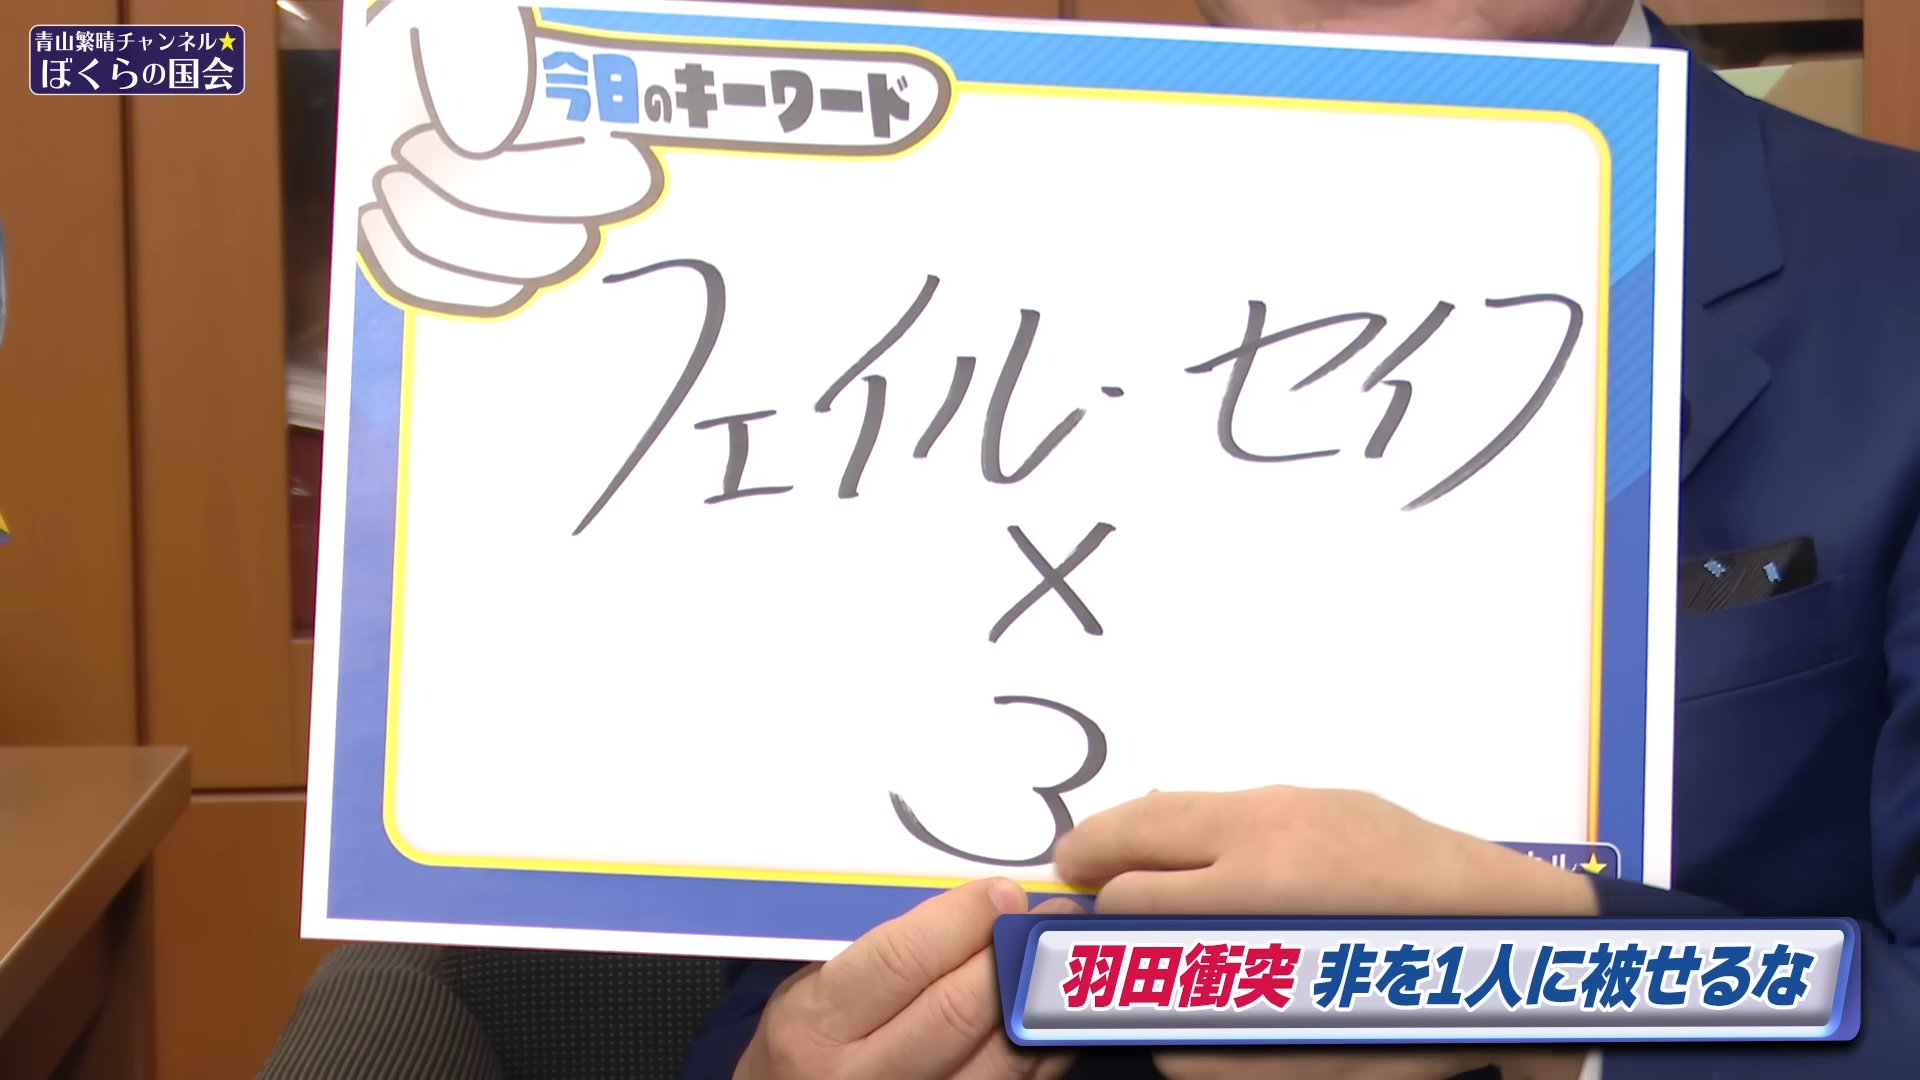 青山繁晴チャンネル★
ぼくらの国会
今日のキーワード
フェイル・セイフ
×
3
ネル★
羽田衝突 非を1人に被せるな